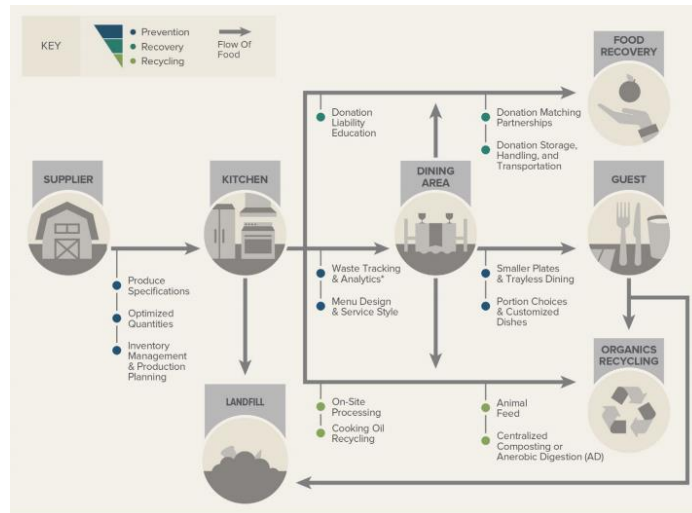 KEY
Prevention
Recovery
Recycling
Flow Of
Food
FOOD
RECOVERY
Donation
Liability
Education
Donation Matching
Partnerships
Donation Storage,
Handling, and
Transportation
SUPPLIER
KITCHEN
DINING
AREA
GUEST
Produce
Specifications
Optimized
Quantities
Inventory
Management
& Production
Planning
Waste Tracking
& Analytics*
Menu Design
& Service Style
Smaller Plates
& Trayless Dining
Portion Choices
& Customized
Dishes
ORGANICS
RECYCLING
LANDFILL
On-Site
Processing
Cooking Oil
Recycling
Animal
Feed
Centralized
Composting or
Anerobic Digestion (AD)